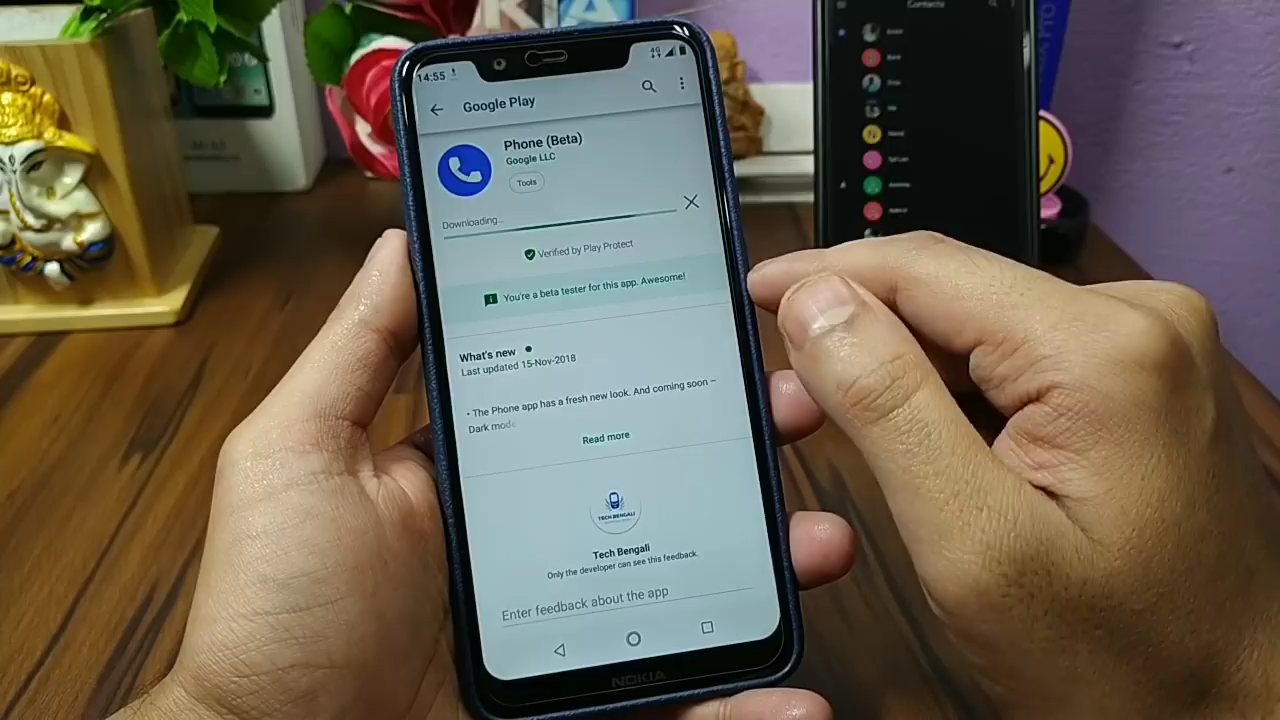 14:55
4G
Google Play
Phone (Beta)
Google LLC
Tools
Downloading...
Verified by Play Protect
You're a beta tester for this app. Awesome!
What's new
Last updated 15-Nov-2018
• The Phone app has a fresh new look. And coming soon –
Dark mode
Read more
TECH BENGALI
Tech Bengali
Only the developer can see this feedback.
Enter feedback about the app
NOKIA
Contacts